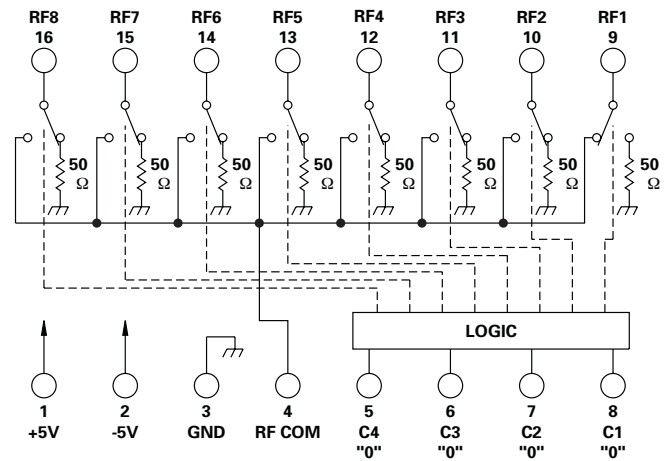 RF8 RF7 RF6 RF5 RF4 RF3 RF2 RF1
16 15 14 13 12 11 10 9
50 50 50 50 50 50 50 50
Ω Ω Ω Ω Ω Ω Ω Ω
LOGIC
1 2 3 4 5 6 7 8
+5V -5V GND RF COM C4 C3 C2 C1
"0" "0" "0" "0"